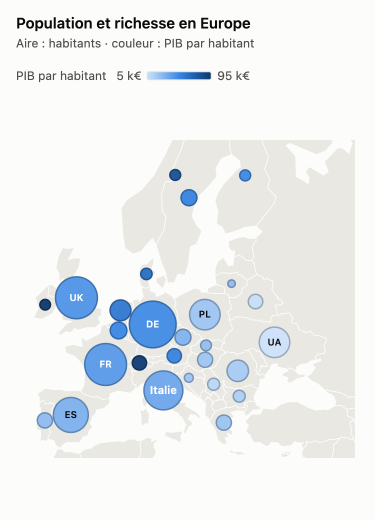 Population et richesse en Europe
Aire : habitants · couleur : PIB par habitant
PIB par habitant 5 k€ 95 k€
UK
DE
PL
UA
FR
Italie
ES